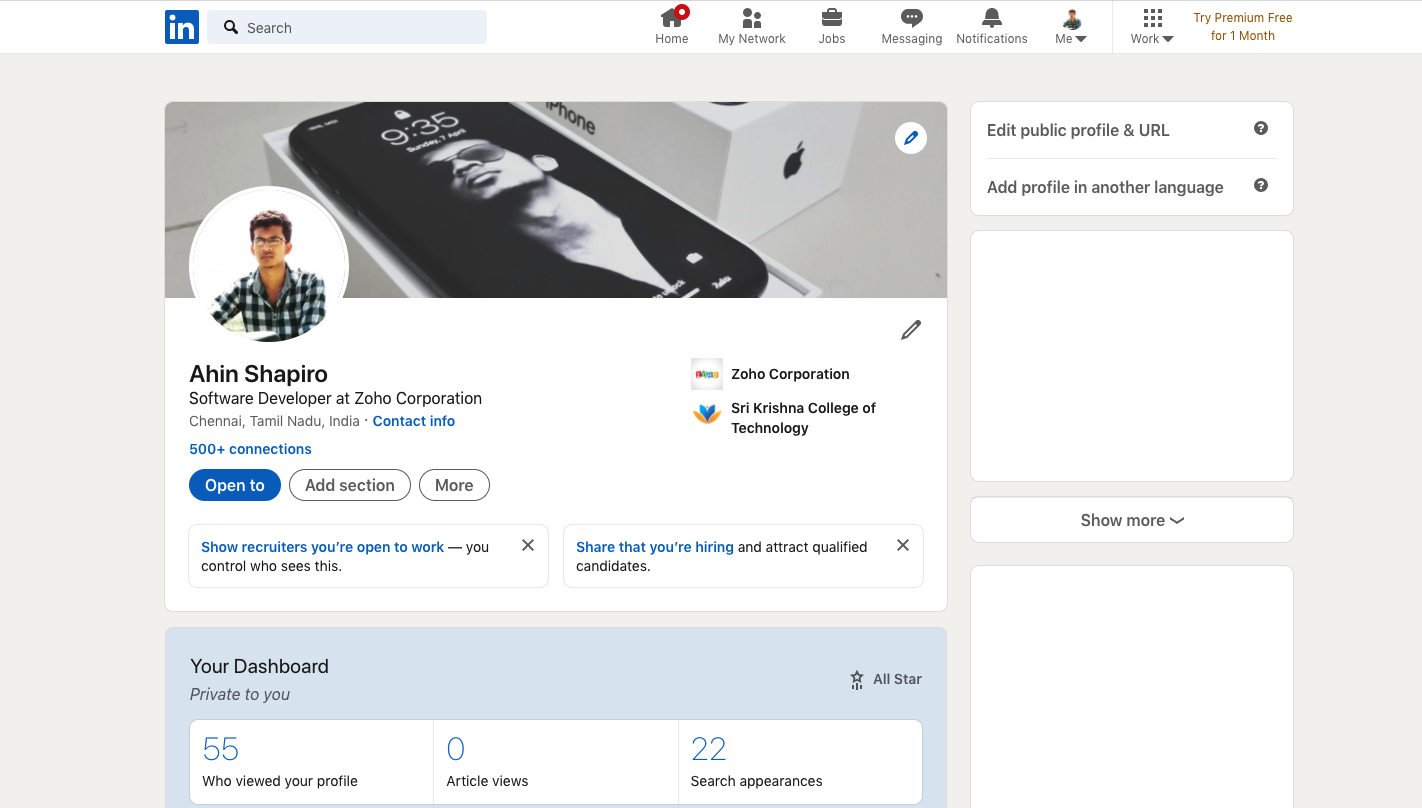 in
Search
Home
My Network
Jobs
Messaging
Notifications
Me
Work
Try Premium Free
for 1 Month
iPhone
9:35
Sunday, 7 April
Edit public profile & URL
Add profile in another language
Ahin Shapiro
Software Developer at Zoho Corporation
Chennai, Tamil Nadu, India · Contact info
500+ connections
ZOHO
Zoho Corporation
Sri Krishna College of
Technology
Open to
Add section
More
Show recruiters you’re open to work — you
control who sees this.
Share that you’re hiring and attract qualified
candidates.
Show more
Your Dashboard
Private to you
All Star
55
Who viewed your profile
0
Article views
22
Search appearances